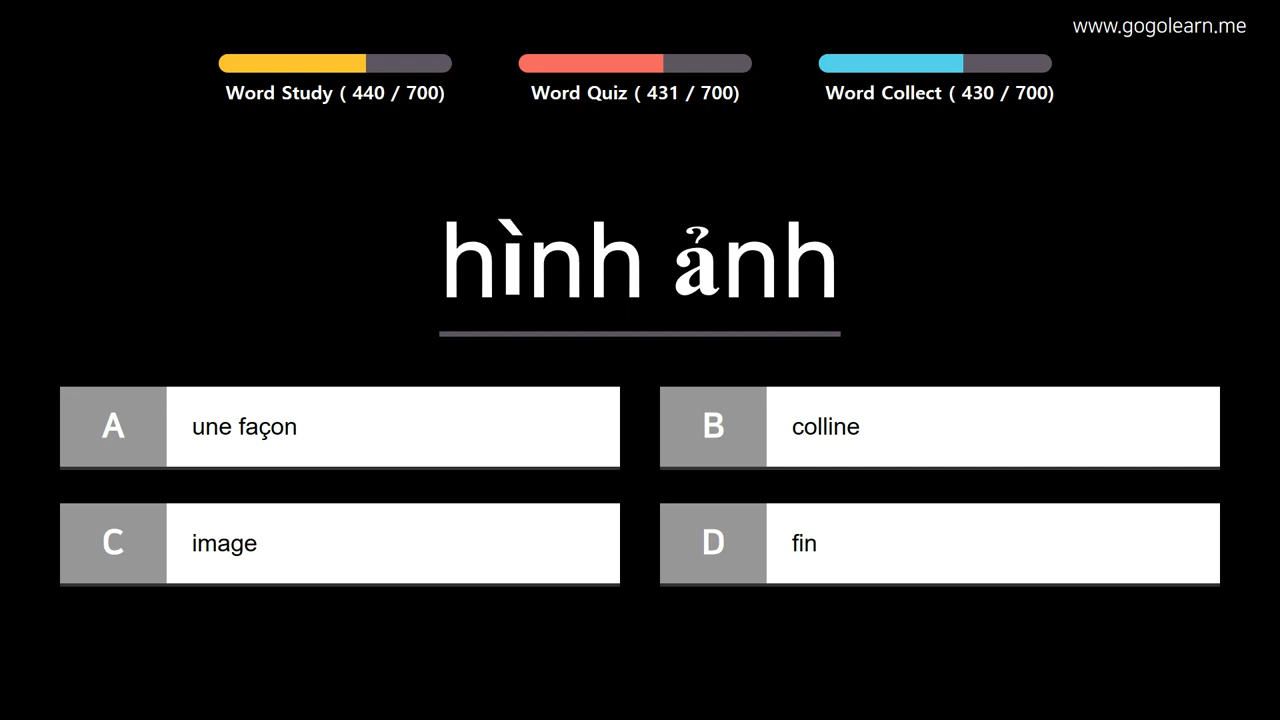 www.gogolearn.me
Word Study ( 440 / 700)
Word Quiz ( 431 / 700)
Word Collect ( 430 / 700)
hình ảnh
A une façon
B colline
C image
D fin